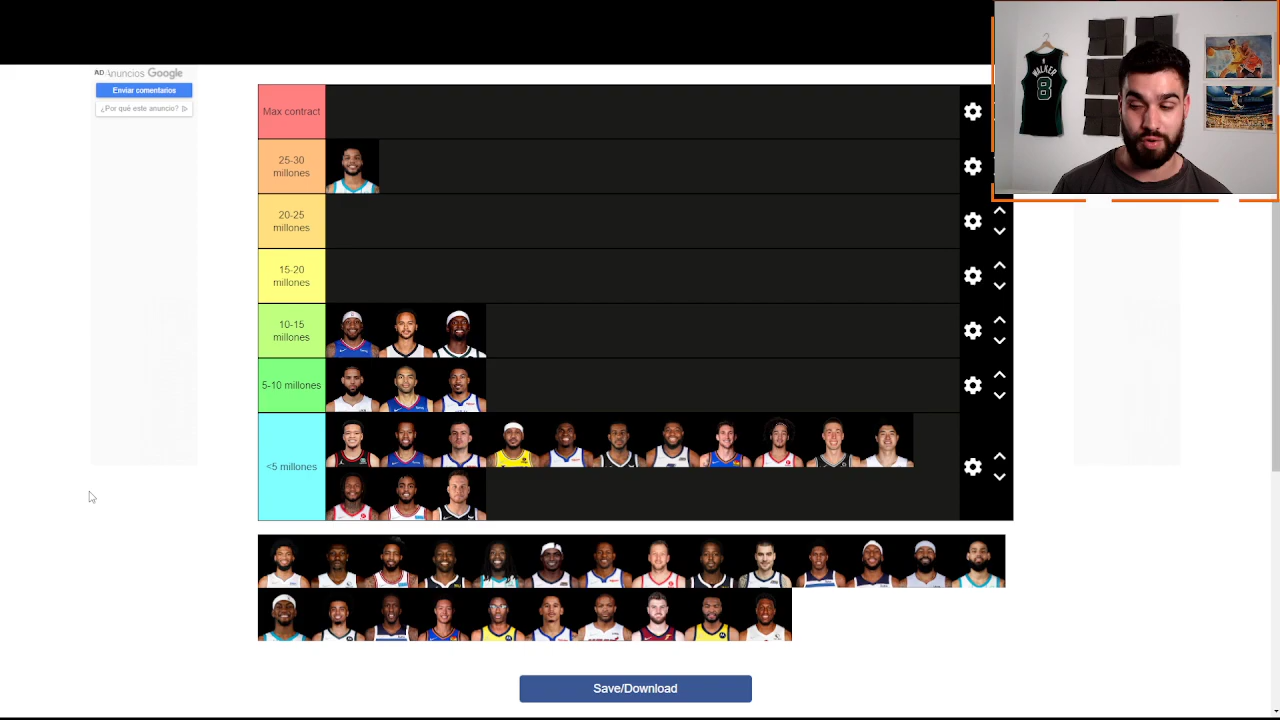 AD Anuncios Google
Enviar comentarios
¿Por qué este anuncio?
Max contract
25-30
millones
20-25
millones
15-20
millones
10-15
millones
5-10 millones
<5 millones
Save/Download
WALKER
8